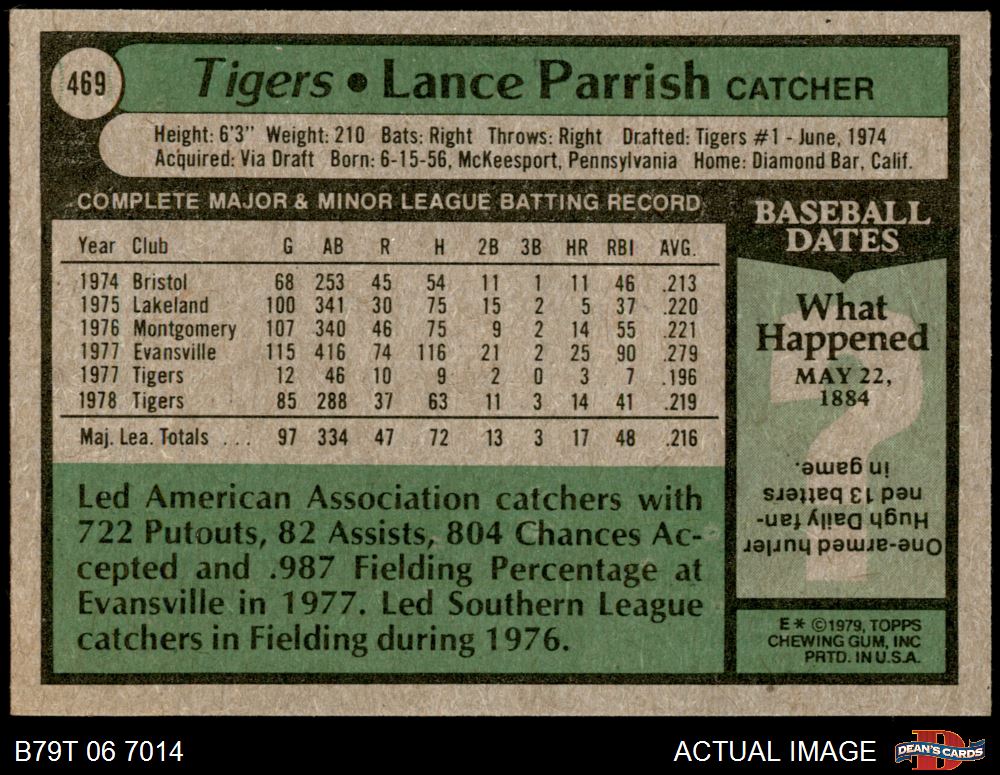 469
Tigers • Lance Parrish CATCHER
Height: 6'3" Weight: 210 Bats: Right Throws: Right Drafted: Tigers #1 - June, 1974
Acquired: Via Draft Born: 6-15-56, McKeesport, Pennsylvania Home: Diamond Bar, Calif.
COMPLETE MAJOR & MINOR LEAGUE BATTING RECORD
Year Club G AB R H 2B 3B HR RBI AVG.
1974 Bristol 68 253 45 54 11 1 11 46 .213
1975 Lakeland 100 341 30 75 15 2 5 37 .220
1976 Montgomery 107 340 46 75 9 2 14 55 .221
1977 Evansville 115 416 74 116 21 2 25 90 .279
1977 Tigers 12 46 10 9 2 0 3 7 .196
1978 Tigers 85 288 37 63 11 3 14 41 .219
Maj. Lea. Totals ... 97 334 47 72 13 3 17 48 .216
Led American Association catchers with
722 Putouts, 82 Assists, 804 Chances Ac-
cepted and .987 Fielding Percentage at
Evansville in 1977. Led Southern League
catchers in Fielding during 1976.
BASEBALL
DATES
What
Happened
MAY 22,
1884
?
One-armed hurler
Hugh Daily fan-
ned 13 batters
in game.
E* ©1979, TOPPS
CHEWING GUM, INC
PRTD. IN U.S.A.
B79T 06 7014
ACTUAL IMAGE
D
DEAN'S CARDS